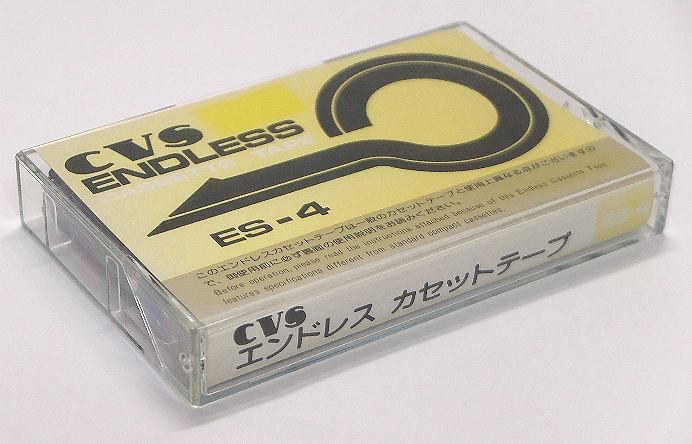 CVS
ENDLESS
CASSETTE TAPE
ES-4
このエンドレスカセットテープは一般のカセットテープと使用上異なる点がございますの
で、御使用前に必ず裏面の使用説明をお読みください。
Before operation, please read the instructions attached because of this Endless Cassette Tape
features specifications different from standard compact cassettes.
CVS
エンドレス カセットテープ
ES-4